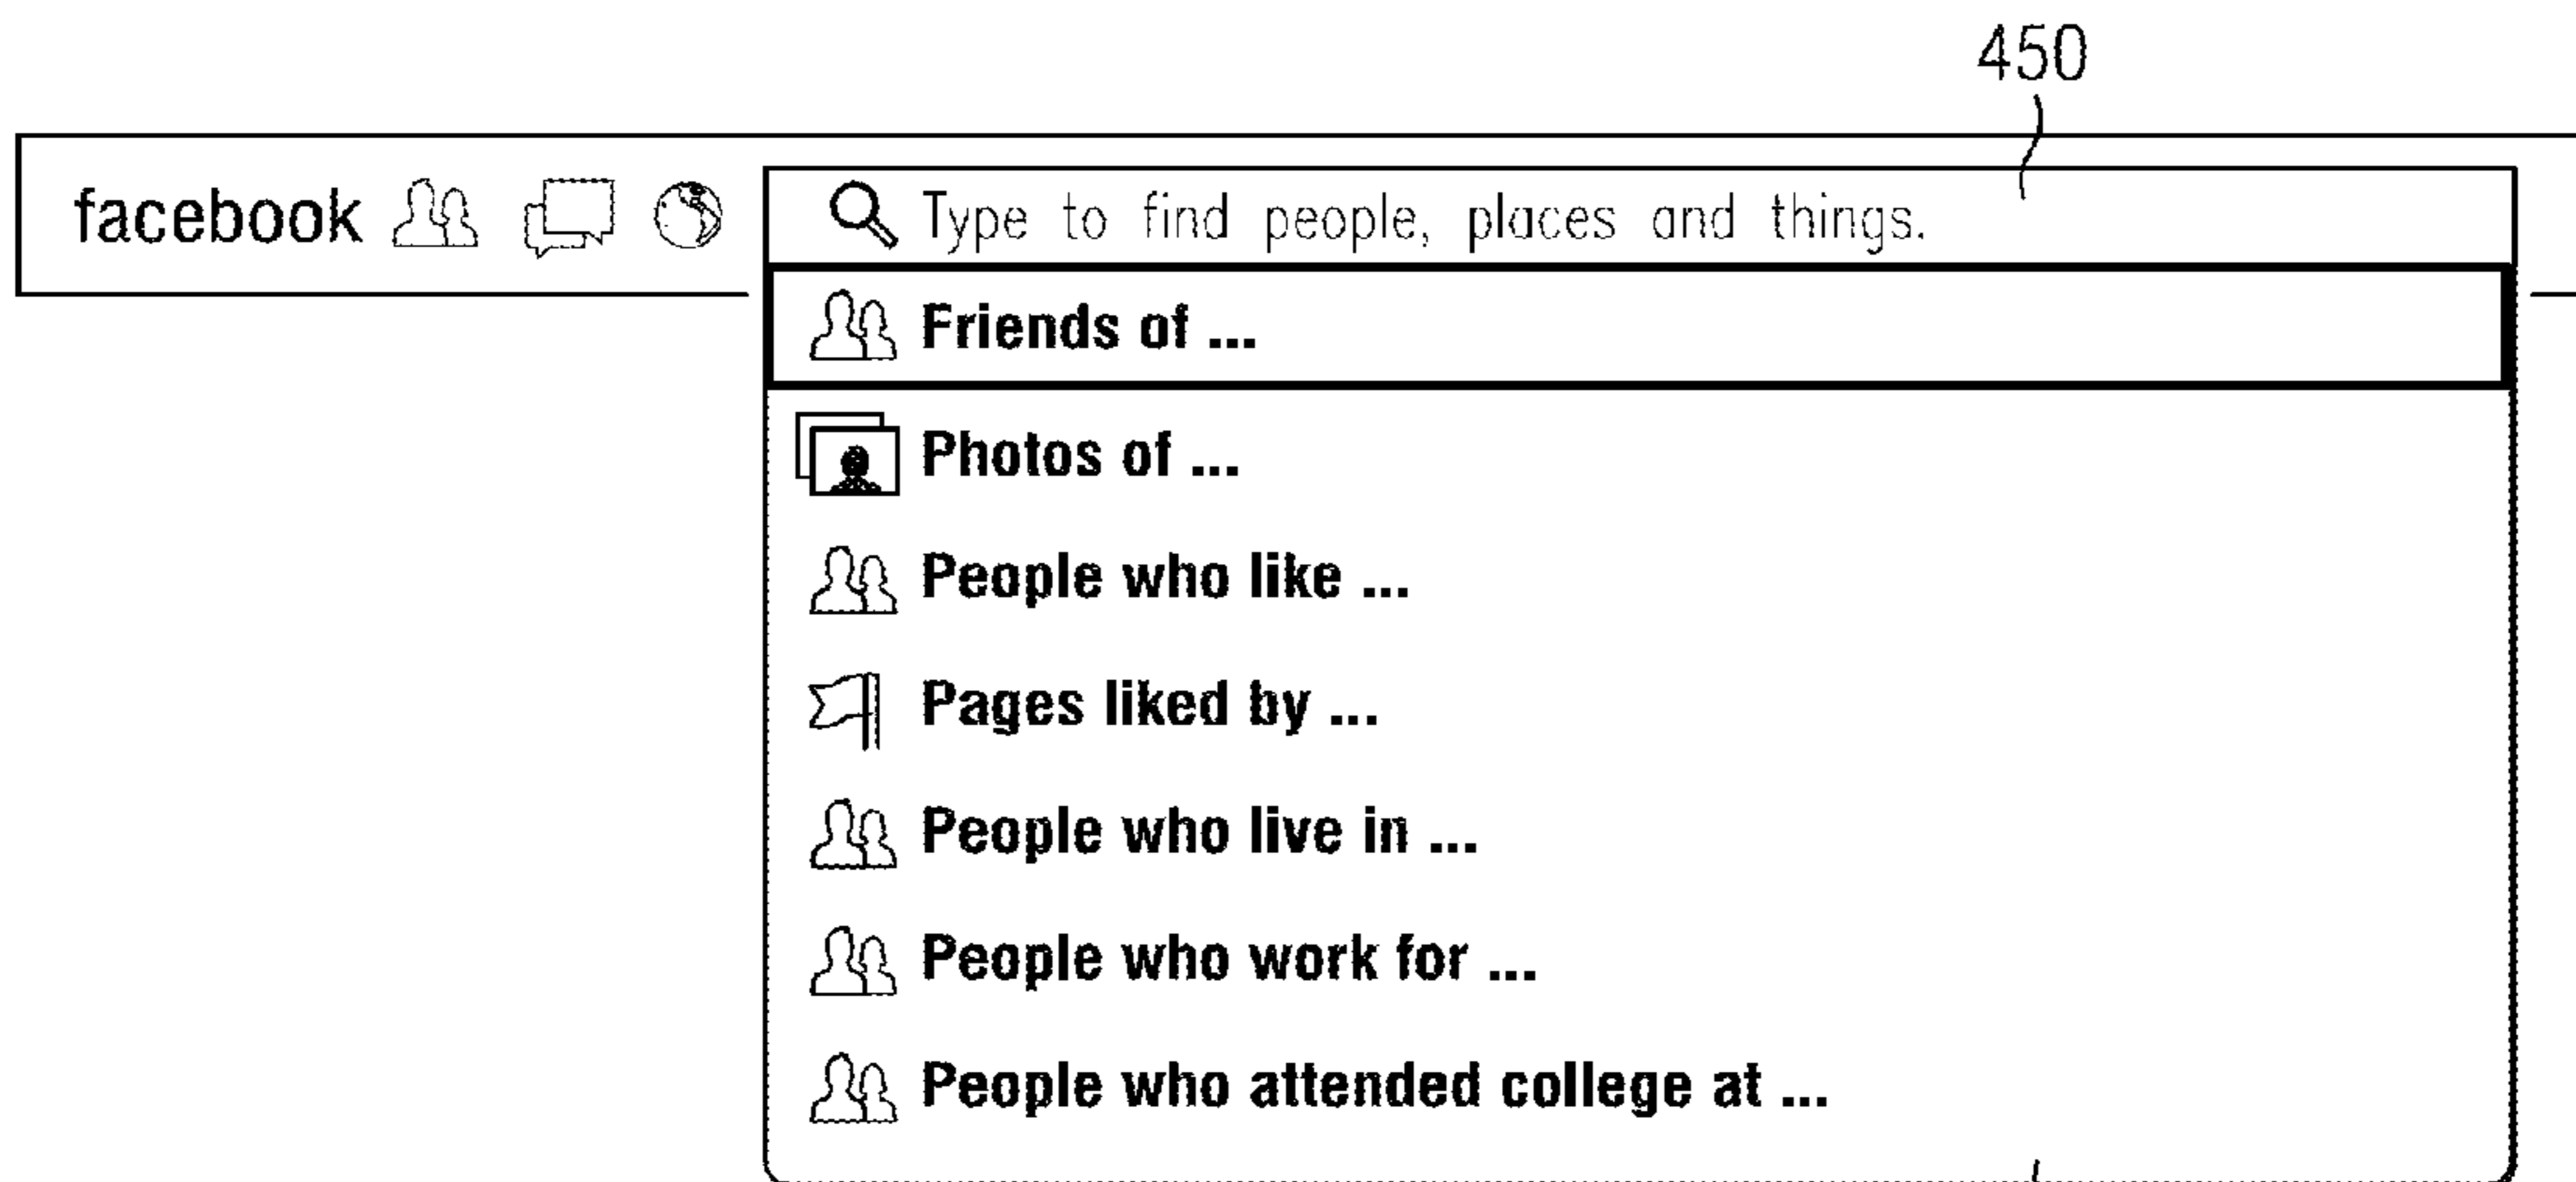 450
facebook Type to find people, places and things.
Friends of ...
Photos of ...
People who like ...
Pages liked by ...
People who live in ...
People who work for ...
People who attended college at ...